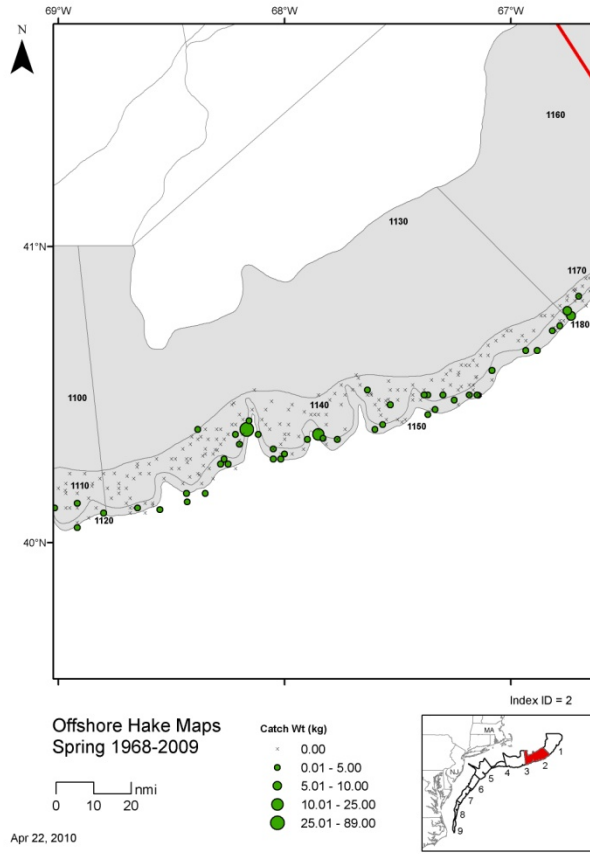 69°W 68°W 67°W
N
1160
1130
41°N
1170
1180
1100
1140
1150
1110
1120
40°N
Index ID = 2
Offshore Hake Maps
Spring 1968-2009
0 10 20 nmi
Apr 22, 2010
Catch Wt (kg)
0.00
0.01 - 5.00
5.01 - 10.00
10.01 - 25.00
25.01 - 89.00
MA
NJ
1
2
3
4
5
6
7
8
9